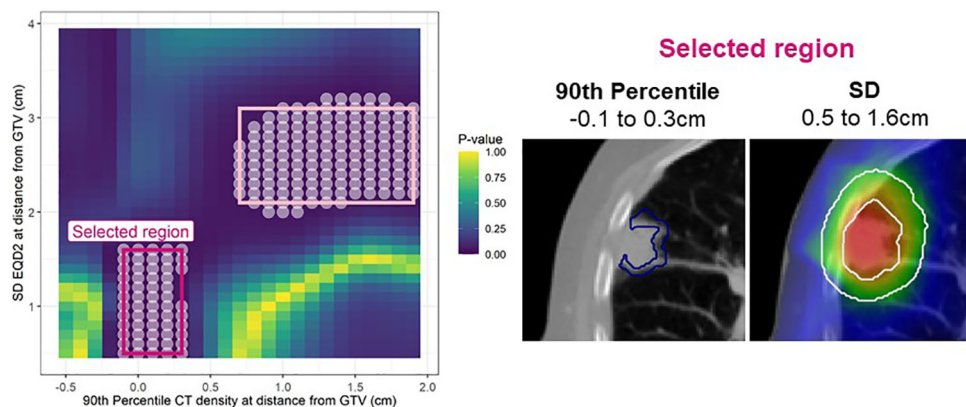 4
3
2
1
SD EQD2 at distance from GTV (cm)
Selected region
-0.5 0.0 0.5 1.0 1.5 2.0
90th Percentile CT density at distance from GTV (cm)
P-value
1.00
0.75
0.50
0.25
0.00
Selected region
90th Percentile SD
-0.1 to 0.3cm 0.5 to 1.6cm